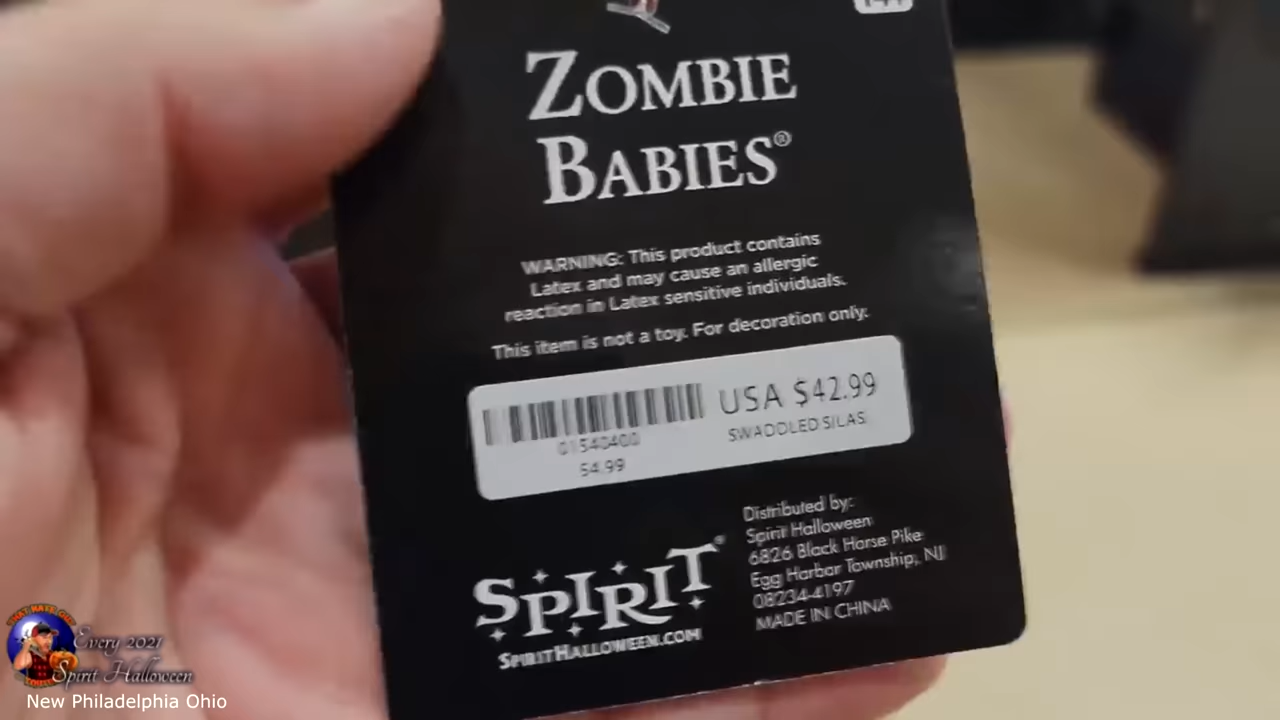 ZOMBIE
BABIES®
WARNING: This product contains
Latex and may cause an allergic
reaction in Latex sensitive individuals.
This item is not a toy. For decoration only.
USA $42.99
SWADDLED SILAS
01540400
54.99
SPIRIT®
SPIRITHALLOWEEN.COM
Distributed by:
Spirit Halloween
6826 Black Horse Pike
Egg Harbor Township, NJ
08234-4197
MADE IN CHINA
Every 2021
Spirit Halloween
New Philadelphia Ohio